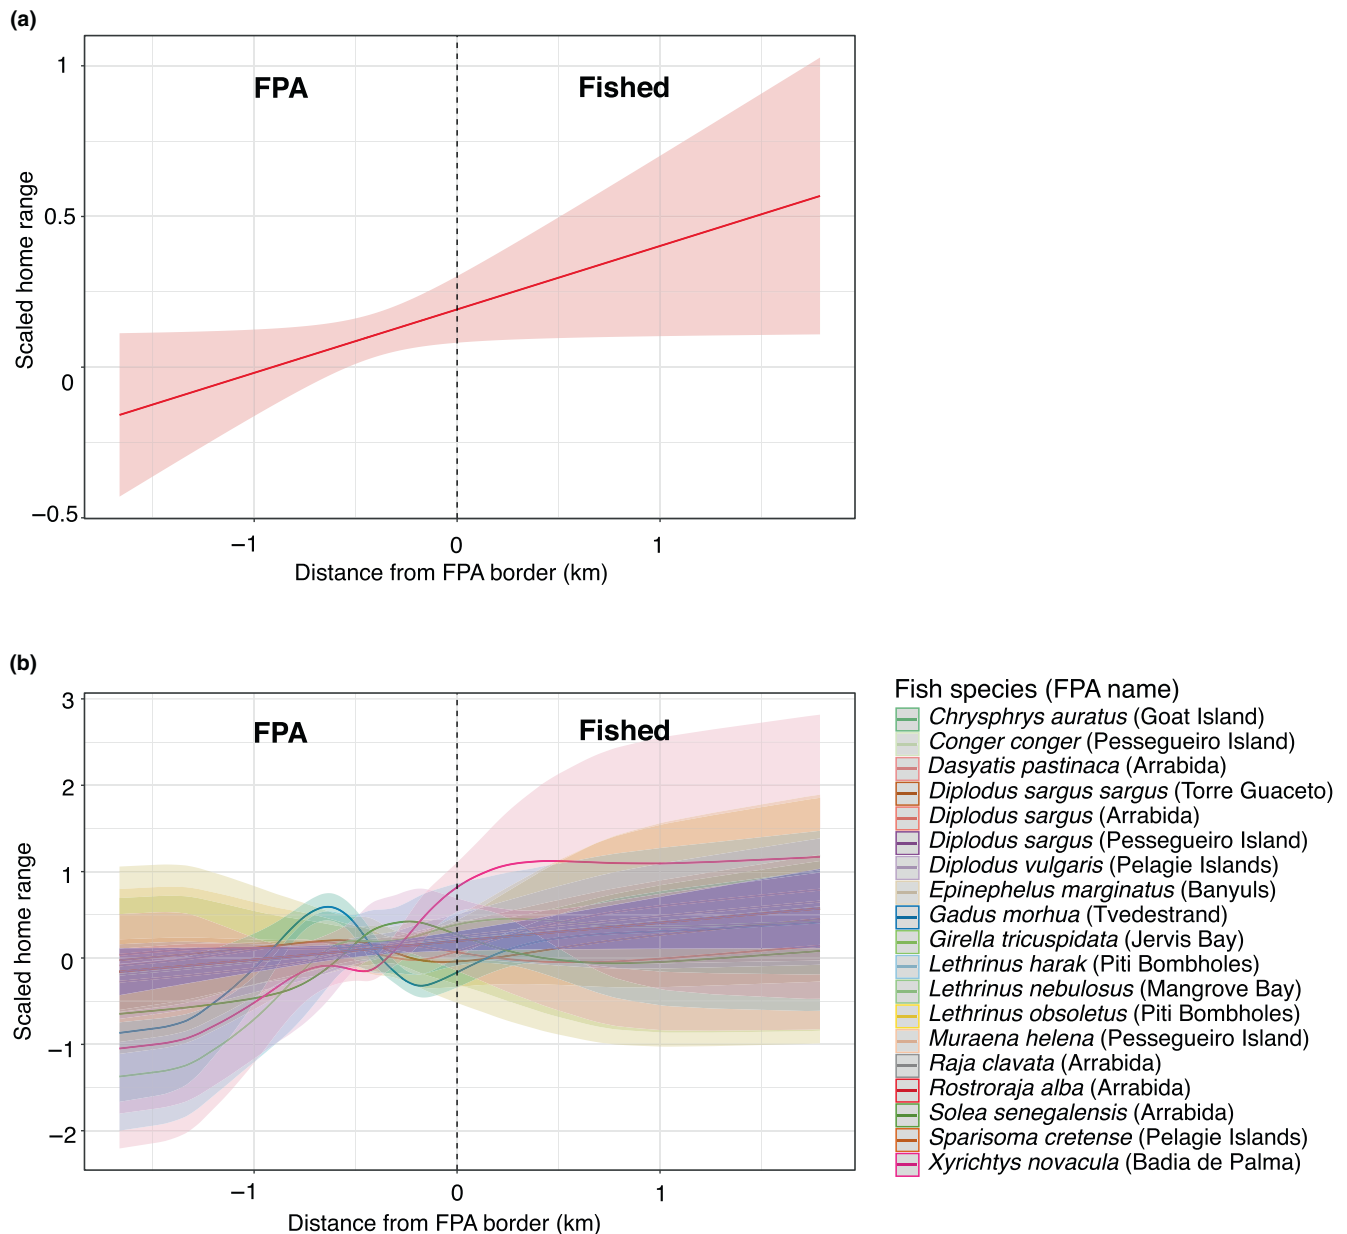 (a)
FPA
Fished
1
0.5
0
−0.5
Scaled home range
−1
0
1
Distance from FPA border (km)
(b)
FPA
Fished
3
2
1
0
−1
−2
Scaled home range
−1
0
1
Distance from FPA border (km)
Fish species (FPA name)
Chrysphrys auratus (Goat Island)
Conger conger (Pessegueiro Island)
Dasyatis pastinaca (Arrabida)
Diplodus sargus sargus (Torre Guaceto)
Diplodus sargus (Arrabida)
Diplodus sargus (Pessegueiro Island)
Diplodus vulgaris (Pelagie Islands)
Epinephelus marginatus (Banyuls)
Gadus morhua (Tvedestrand)
Girella tricuspidata (Jervis Bay)
Lethrinus harak (Piti Bombholes)
Lethrinus nebulosus (Mangrove Bay)
Lethrinus obsoletus (Piti Bombholes)
Muraena helena (Pessegueiro Island)
Raja clavata (Arrabida)
Rostroraja alba (Arrabida)
Solea senegalensis (Arrabida)
Sparisoma cretense (Pelagie Islands)
Xyrichtys novacula (Badia de Palma)